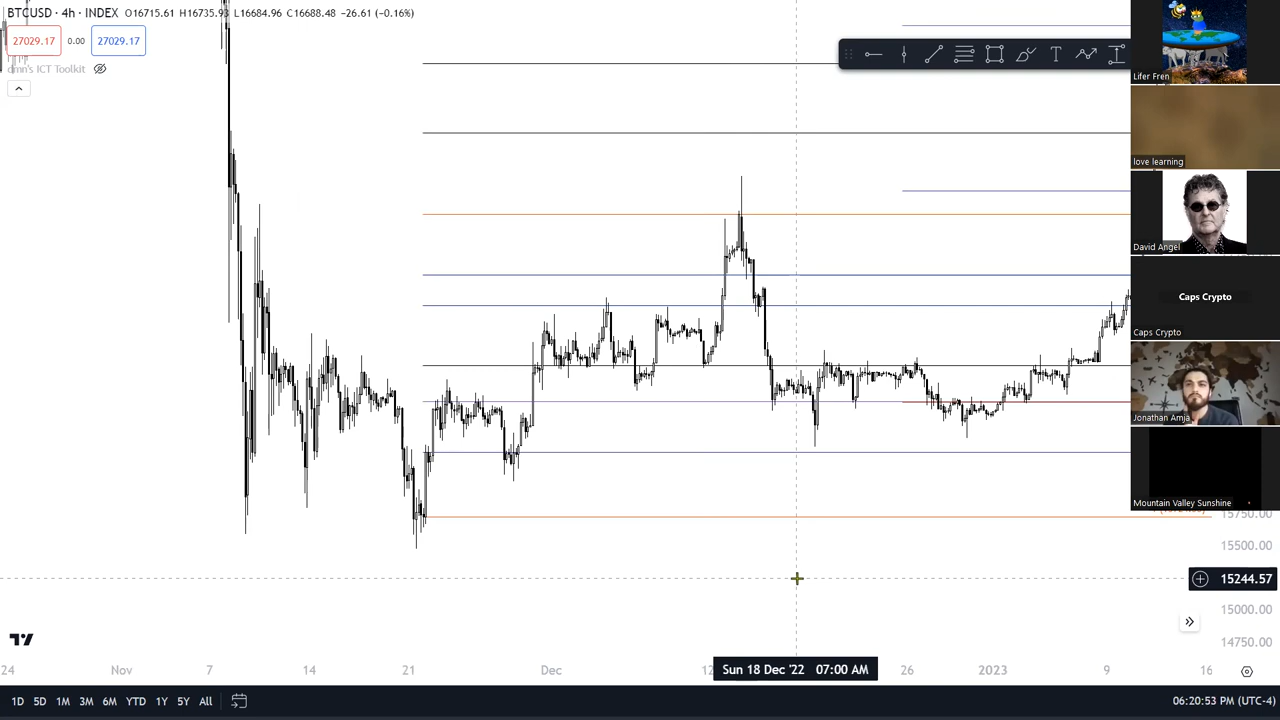 BTCUSD · 4h · INDEX O16715.61 H16735.93 L16684.96 C16688.48 −26.61 (−0.16%)
27029.17 0.00 27029.17
ICT Toolkit
Lifer Fren
love learning
David Angel
Caps Crypto
Caps Crypto
Jonathan Amja
Mountain Valley Sunshine
15750.00
15500.00
15244.57
15000.00
14750.00
24 Nov 7 14 21 Dec 12 Sun 18 Dec '22 07:00 AM 26 2023 9 16
1D 5D 1M 3M 6M YTD 1Y 5Y All 06:20:53 PM (UTC-4)